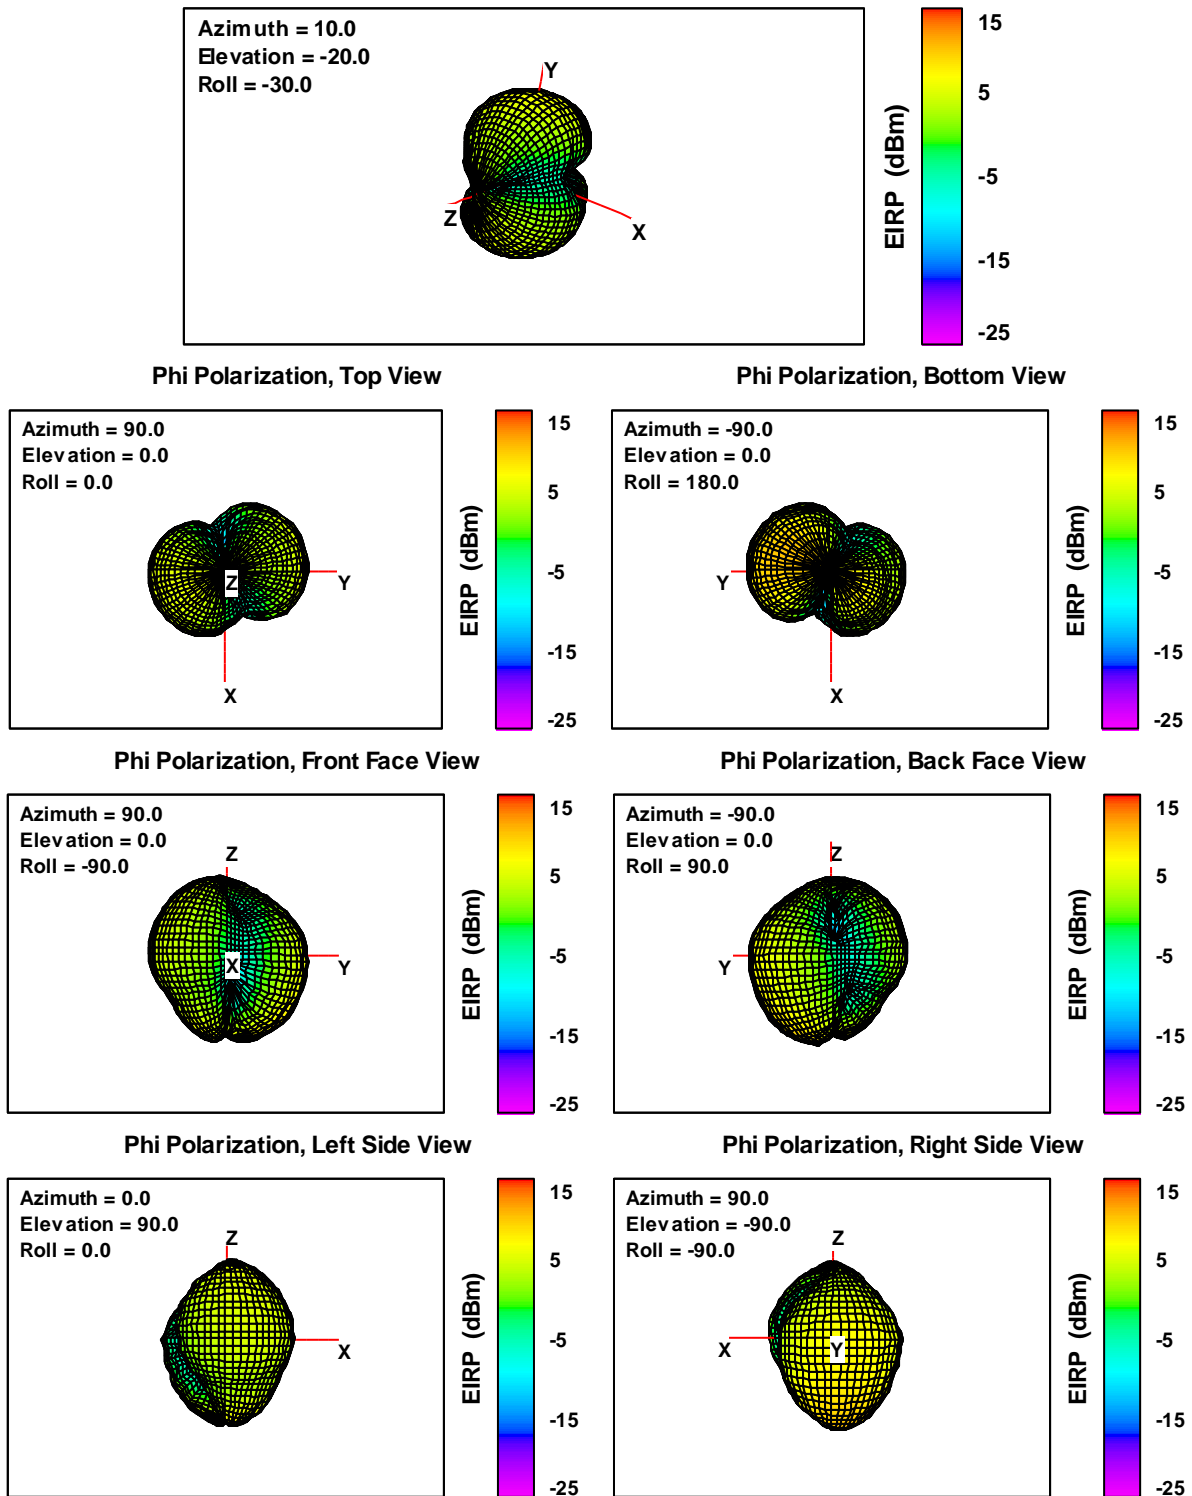 Azimuth = 10.0
Elevation = -20.0
Roll = -30.0
Y
Z
X
EIRP (dBm)
15
5
-5
-15
-25
Phi Polarization, Top View
Azimuth = 90.0
Elevation = 0.0
Roll = 0.0
Z
Y
X
EIRP (dBm)
15
5
-5
-15
-25
Phi Polarization, Bottom View
Azimuth = -90.0
Elevation = 0.0
Roll = 180.0
Y
X
EIRP (dBm)
15
5
-5
-15
-25
Phi Polarization, Front Face View
Azimuth = 90.0
Elevation = 0.0
Roll = -90.0
Z
X
Y
EIRP (dBm)
15
5
-5
-15
-25
Phi Polarization, Back Face View
Azimuth = -90.0
Elevation = 0.0
Roll = 90.0
Z
Y
EIRP (dBm)
15
5
-5
-15
-25
Phi Polarization, Left Side View
Azimuth = 0.0
Elevation = 90.0
Roll = 0.0
Z
X
EIRP (dBm)
15
5
-5
-15
-25
Phi Polarization, Right Side View
Azimuth = 90.0
Elevation = -90.0
Roll = -90.0
Z
X
Y
EIRP (dBm)
15
5
-5
-15
-25